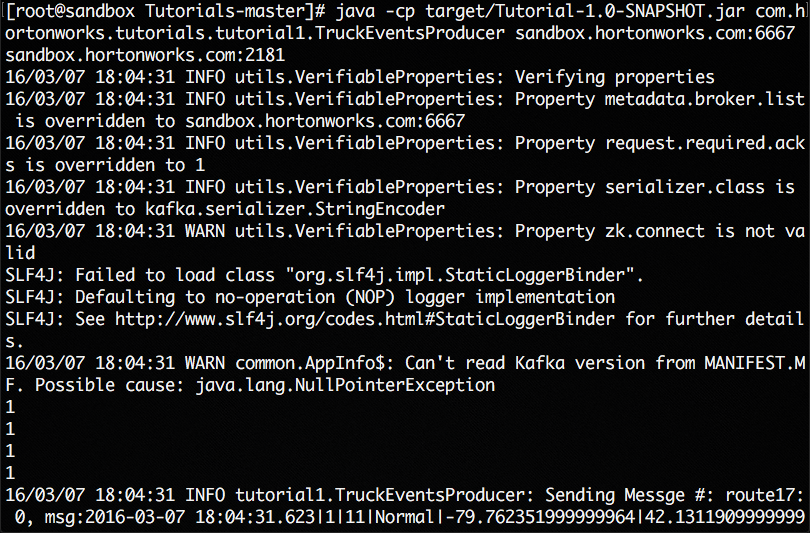 [root@sandbox Tutorials-master]# java -cp target/Tutorial-1.0-SNAPSHOT.jar com.h
ortonworks.tutorials.tutorial1.TruckEventsProducer sandbox.hortonworks.com:6667
sandbox.hortonworks.com:2181
16/03/07 18:04:31 INFO utils.VerifiableProperties: Verifying properties
16/03/07 18:04:31 INFO utils.VerifiableProperties: Property metadata.broker.list
 is overridden to sandbox.hortonworks.com:6667
16/03/07 18:04:31 INFO utils.VerifiableProperties: Property request.required.ack
s is overridden to 1
16/03/07 18:04:31 INFO utils.VerifiableProperties: Property serializer.class is
overridden to kafka.serializer.StringEncoder
16/03/07 18:04:31 WARN utils.VerifiableProperties: Property zk.connect is not va
lid
SLF4J: Failed to load class "org.slf4j.impl.StaticLoggerBinder".
SLF4J: Defaulting to no-operation (NOP) logger implementation
SLF4J: See http://www.slf4j.org/codes.html#StaticLoggerBinder for further detail
s.
16/03/07 18:04:31 WARN common.AppInfo$: Can't read Kafka version from MANIFEST.M
F. Possible cause: java.lang.NullPointerException
1
1
1
1
16/03/07 18:04:31 INFO tutorial1.TruckEventsProducer: Sending Messge #: route17:
 0, msg:2016-03-07 18:04:31.623|1|11|Normal|-79.762351999999964|42.1311909999999